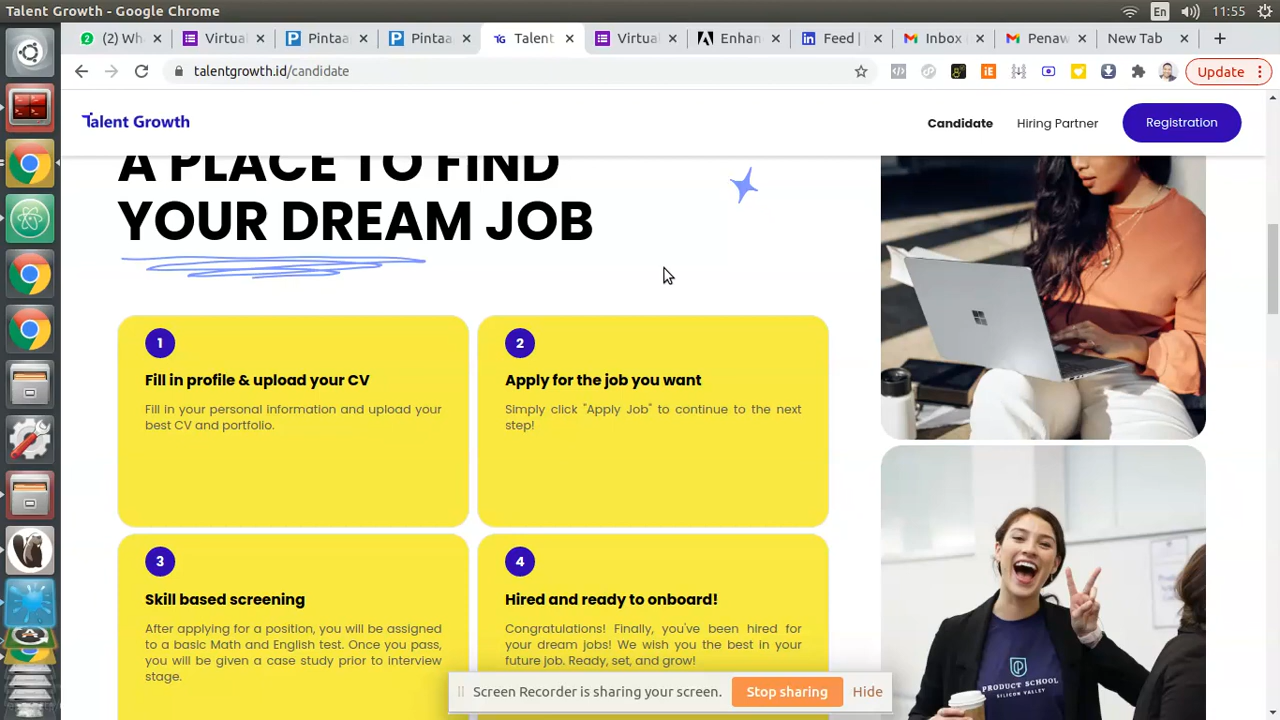 Talent Growth - Google Chrome
En
11:55
(2) Wh
Virtual
Pintaa
Pintaa
Talent
Virtua
Enhan
Feed |
Inbox
Penaw
New Tab
talentgrowth.id/candidate
Update
Talent Growth
Candidate
Hiring Partner
Registration
A PLACE TO FIND
YOUR DREAM JOB
1
Fill in profile & upload your CV
Fill in your personal information and upload your
best CV and portfolio.
2
Apply for the job you want
Simply click "Apply Job" to continue to the next
step!
3
Skill based screening
After applying for a position, you will be assigned
to a basic Math and English test. Once you pass,
you will be given a case study prior to interview
stage.
4
Hired and ready to onboard!
Congratulations! Finally, you've been hired for
your dream jobs! We wish you the best in your
future job. Ready, set, and grow!
PRODUCT SCHOOL
SILICON VALLEY
Screen Recorder is sharing your screen.
Stop sharing
Hide